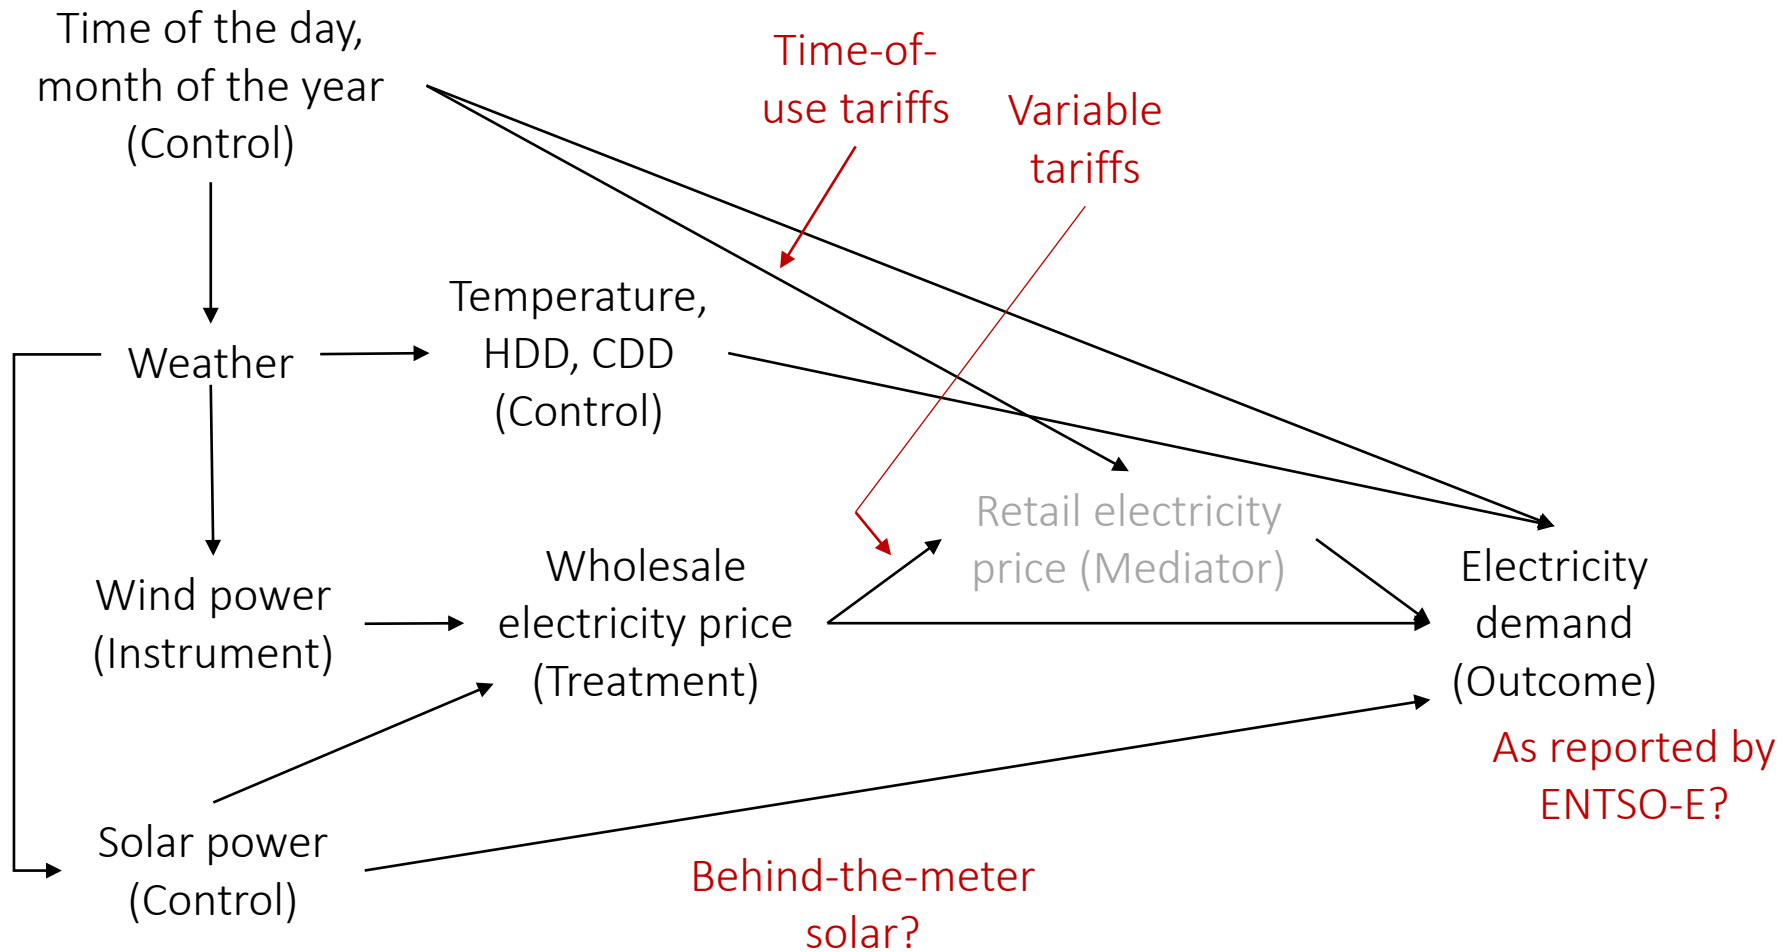 Time of the day,
month of the year
(Control)
Time-of-
use tariffs
Variable
tariffs
Weather
Temperature,
HDD, CDD
(Control)
Retail electricity
price (Mediator)
Wind power
(Instrument)
Wholesale
electricity price
(Treatment)
Electricity
demand
(Outcome)
As reported by
ENTSO-E?
Solar power
(Control)
Behind-the-meter
solar?